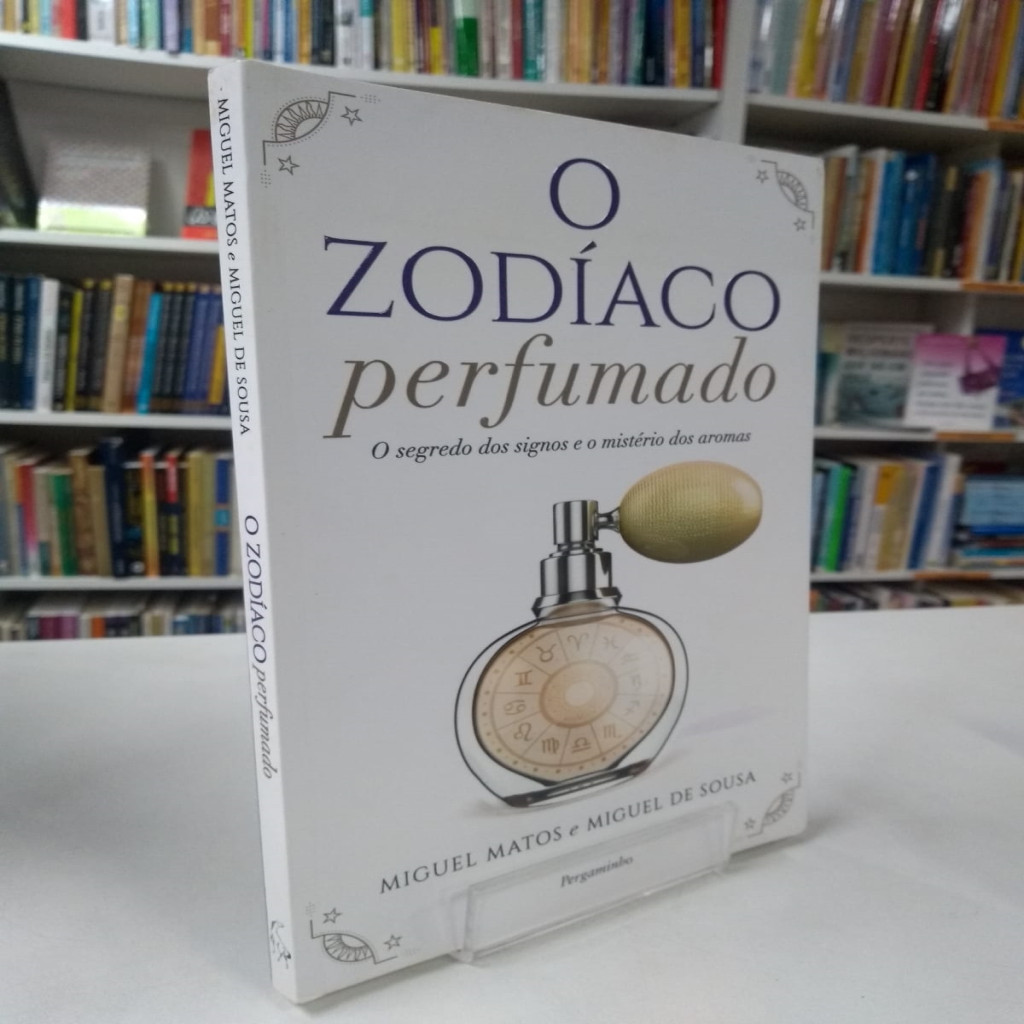 O
ZODÍACO
perfumado
O segredo dos signos e o mistério dos aromas
MIGUEL MATOS e MIGUEL DE SOUSA
Pergaminho
MIGUEL MATOS e MIGUEL DE SOUSA
O ZODÍACO perfumado